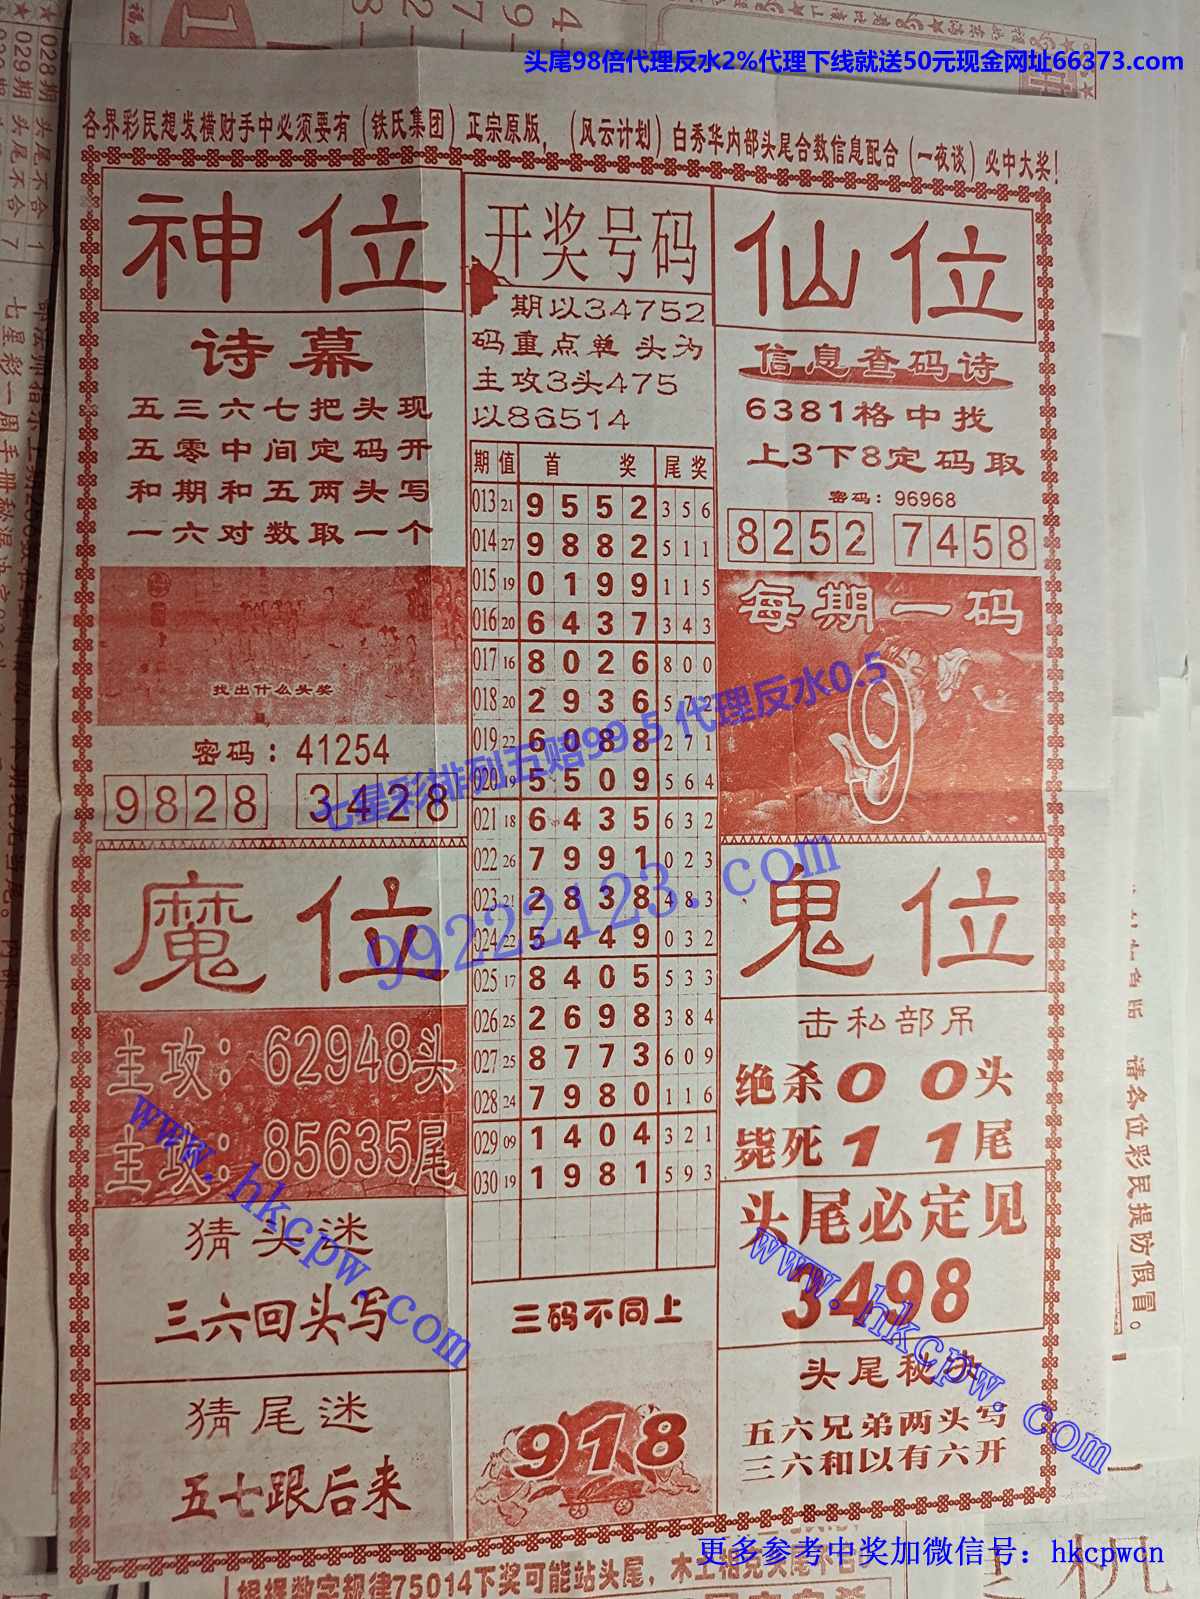 头尾98倍代理反水2%代理下线就送50元现金网址66373.com
各界彩民想发横财手中必须要有（铁氏集团）正宗原版，（风云计划）白秀华内部头尾合数信息配合（一夜谈）必中大奖！
神位
诗幕
五三六七把头现
五零中间定码开
和期和五两头写
一六对数取一个
找出什么头奖
密码：41254
9828 3428
魔位
主攻：62948头
主攻：85635尾
猜头迷
三六回头写
猜尾迷
五七跟后来
开奖号码
期以34752
码重点单头为
主攻3头475
以86514
期 值 首奖 尾奖
013 21 9552 356
014 27 9882 511
015 19 0199 115
016 20 6437 343
017 16 8026 800
018 20 2936 572
019 22 6088 271
020 19 5509 564
021 18 6435 632
022 26 7991 023
023 21 2838 483
024 22 5449 032
025 17 8405 533
026 25 2698 384
027 25 8773 609
028 24 7980 116
029 09 1404 321
030 19 1981 593
三码不同上
918
仙位
信息查码诗
6381格中找
上3下8定码取
密码：96968
8252 7458
每期一码
9
鬼位
击私部吊
绝杀00头
毙死11尾
头尾必定见
3498
头尾秘决
五六兄弟两头写
三六和以有六开
七星彩排列五赔99.5 代理反水0.5
99222123.com
www.hkcpw.com
www.hkcpw.com
请各位彩民提防假冒。
更多参考中奖加微信号：hkcpwcn
根据数字规律75014下奖可能站头尾，